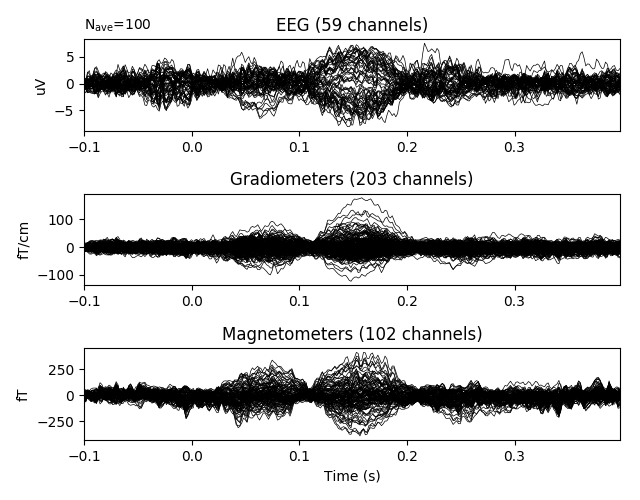 Nave=100
EEG (59 channels)
5
0
−5
uV
−0.1 0.0 0.1 0.2 0.3
Gradiometers (203 channels)
100
0
−100
fT/cm
−0.1 0.0 0.1 0.2 0.3
Magnetometers (102 channels)
250
0
−250
fT
−0.1 0.0 0.1 0.2 0.3
Time (s)